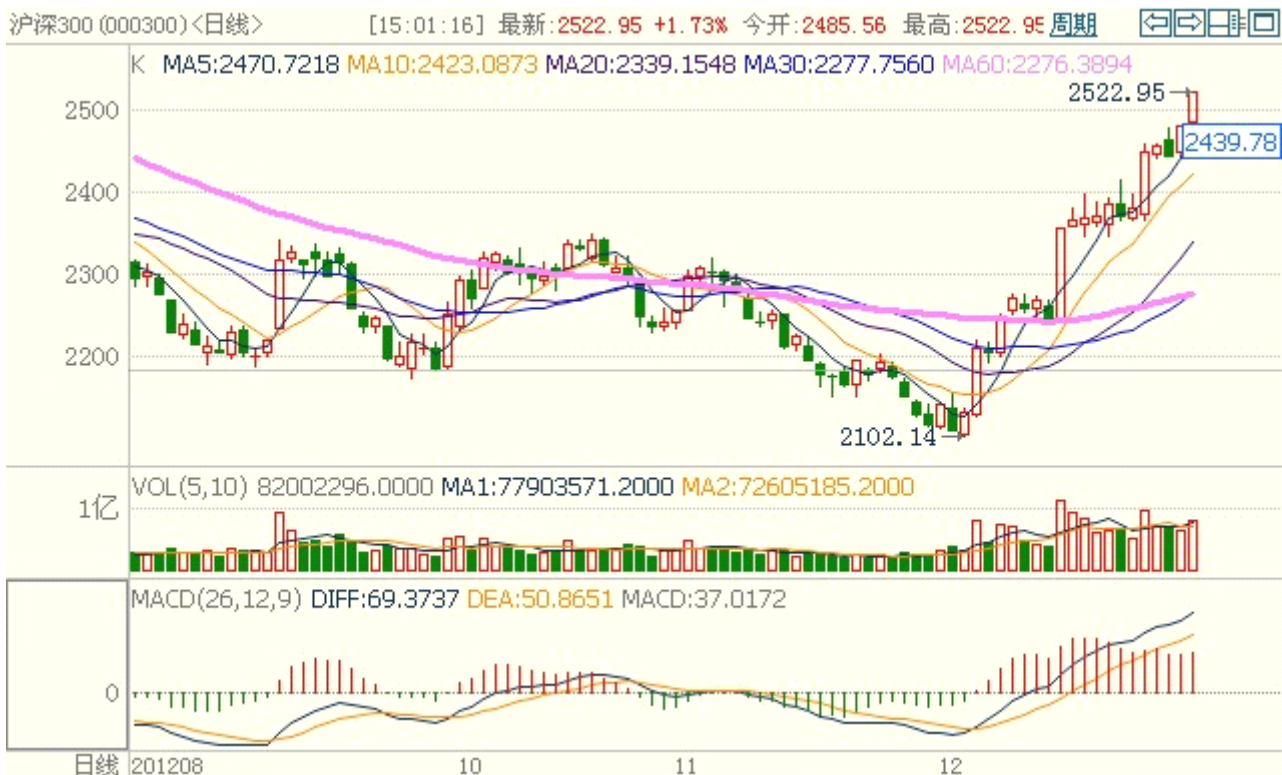 沪深300(000300)<日线> [15:01:16] 最新:2522.95 +1.73% 今开:2485.56 最高:2522.95 周期
K MA5:2470.7218 MA10:2423.0873 MA20:2339.1548 MA30:2277.7560 MA60:2276.3894
2522.95
2500
2439.78
2400
2300
2200
2102.14
VOL(5,10) 82002296.0000 MA1:77903571.2000 MA2:72605185.2000
1亿
MACD(26,12,9) DIFF:69.3737 DEA:50.8651 MACD:37.0172
0
日线 201208 10 11 12